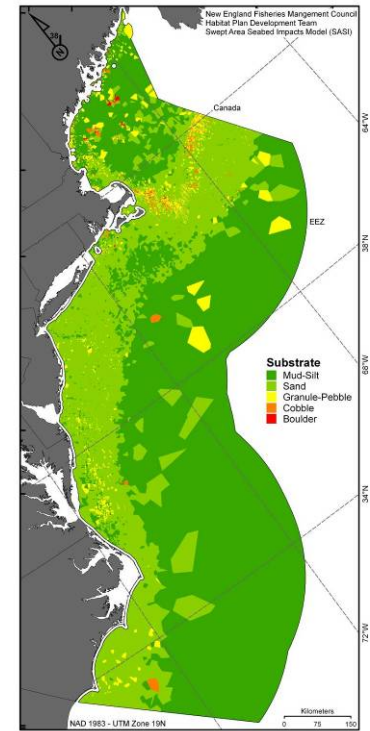 New England Fisheries Mangement Council
Habitat Plan Development Team
Swept Area Seabed Impacts Model (SASI)
38
Canada
64°W
EEZ
38°N
68°W
Substrate
Mud-Silt
Sand
Granule-Pebble
Cobble
Boulder
34°N
72°W
Kilometers
0 75 150
NAD 1983 - UTM Zone 19N